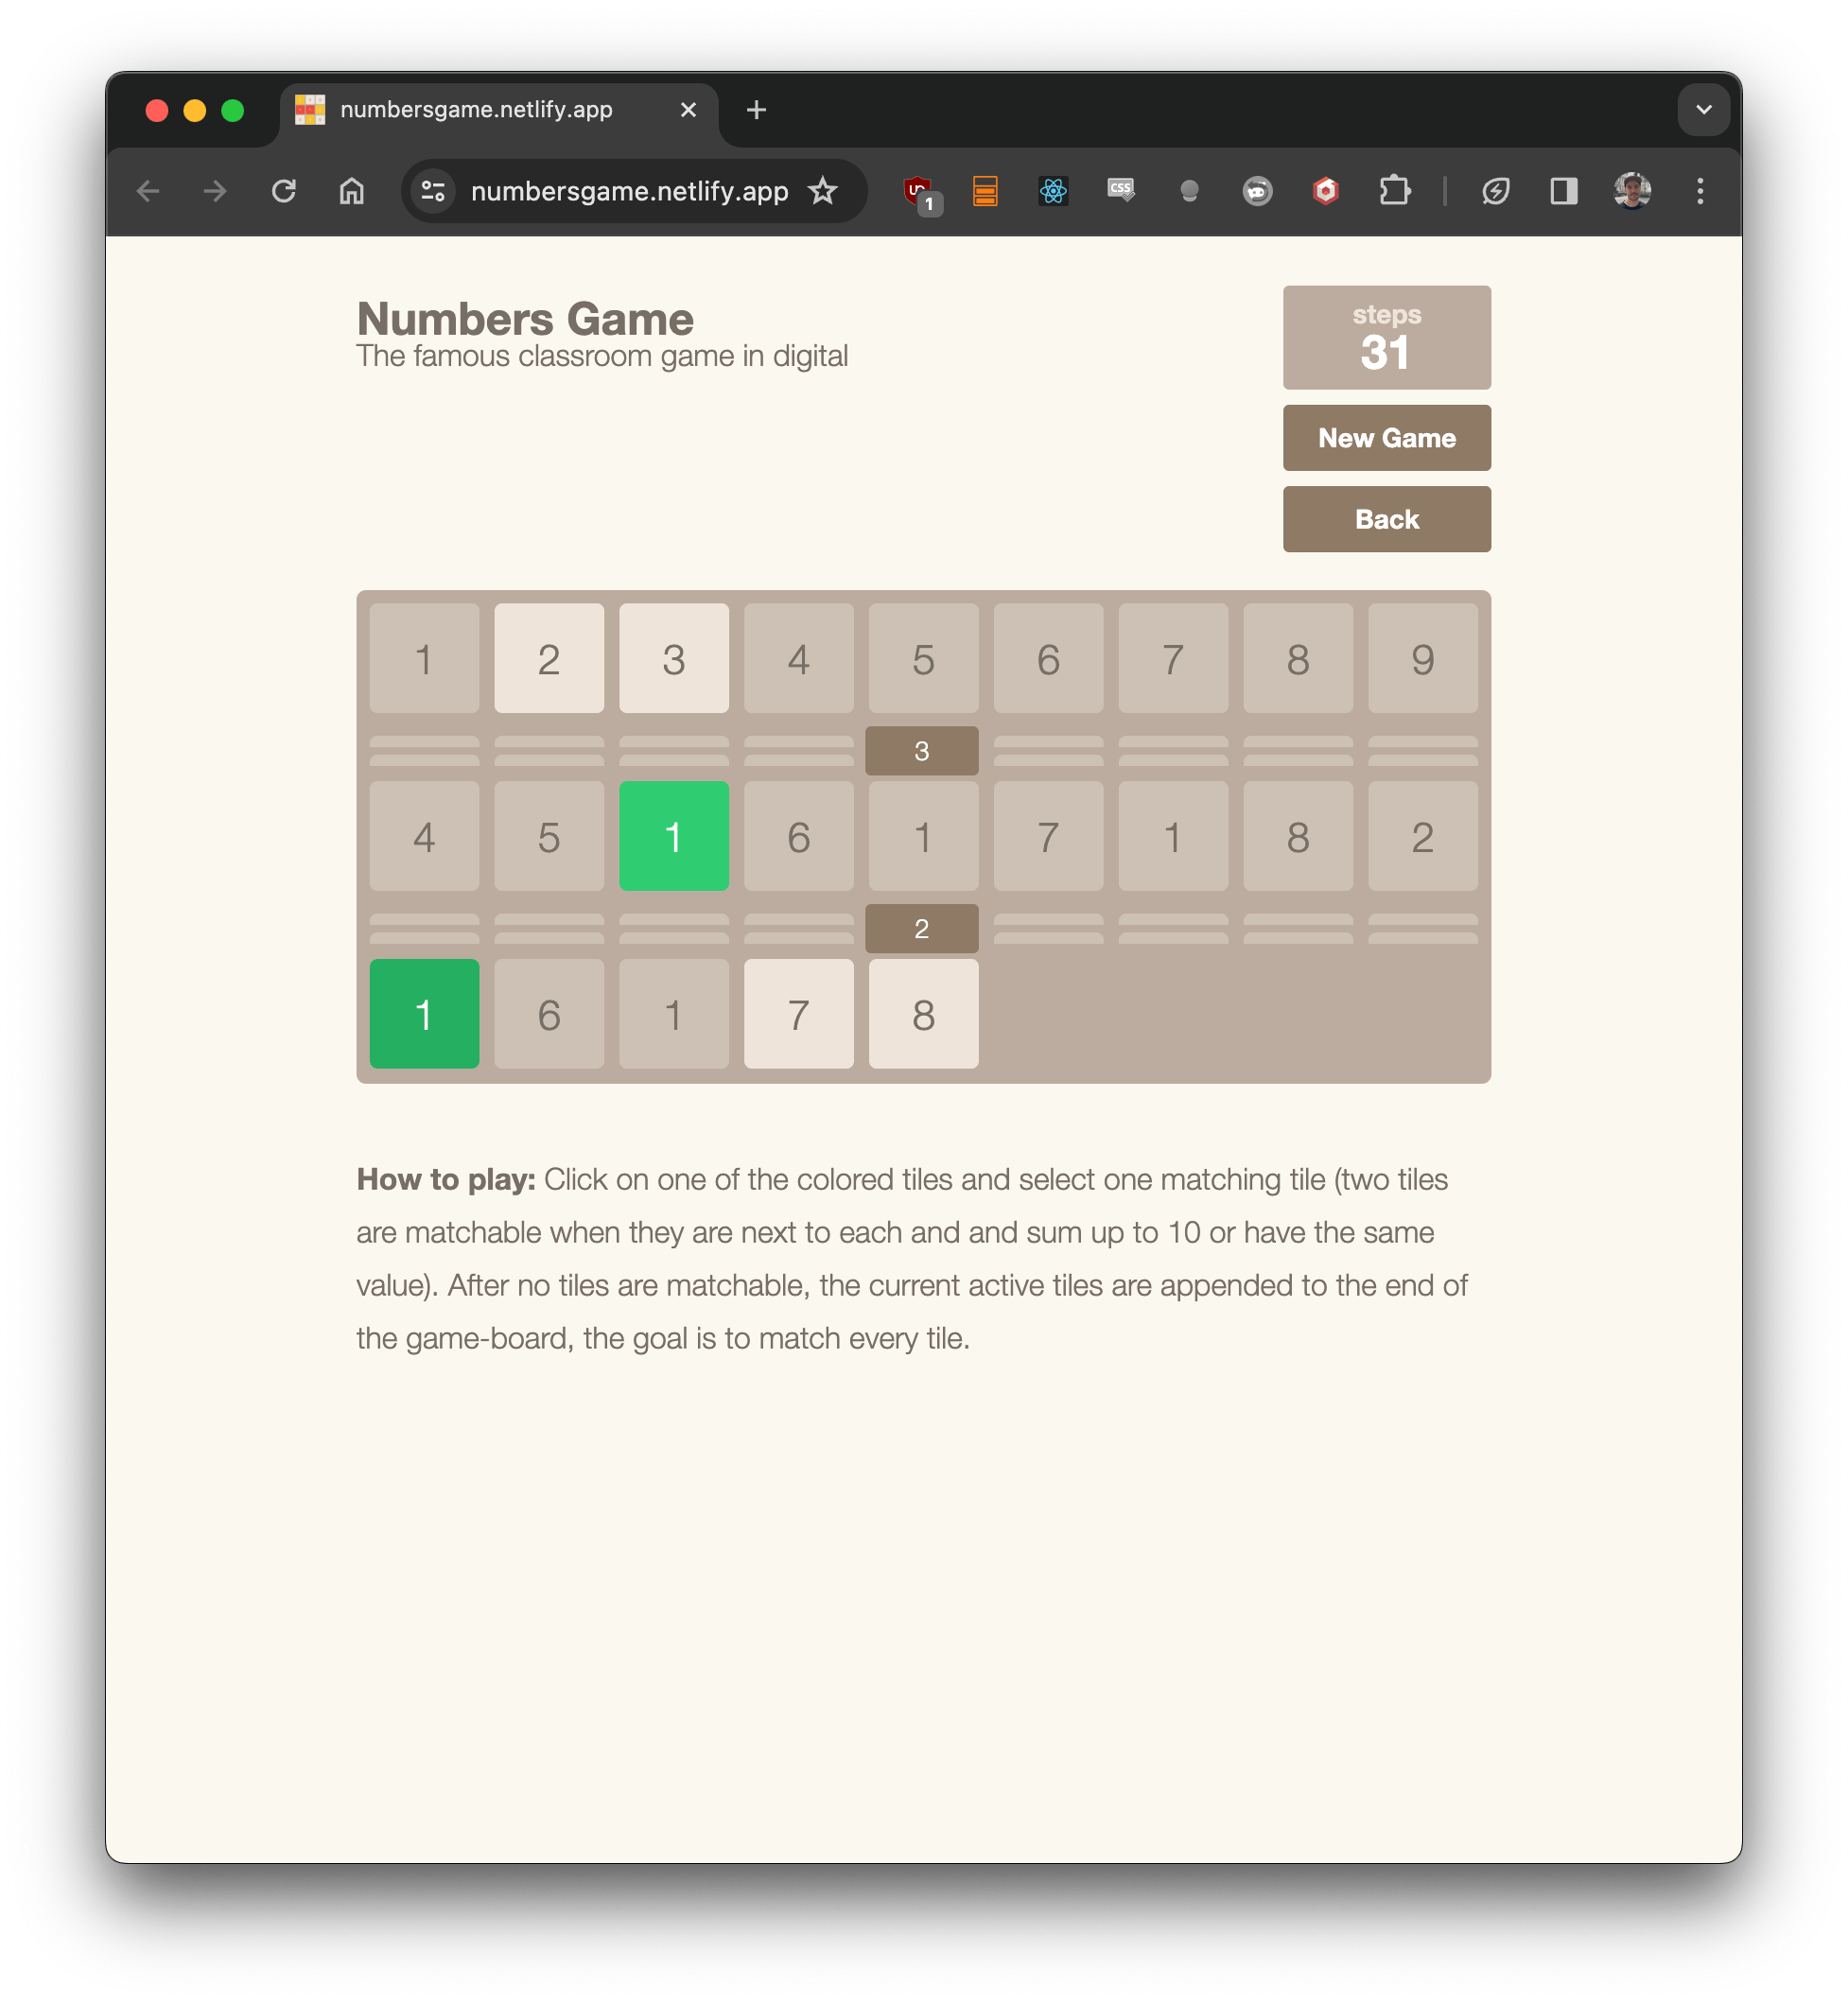 numbersgame.netlify.app
numbersgame.netlify.app
1
CSS
Numbers Game
The famous classroom game in digital
steps
31
New Game
Back
1 2 3 4 5 6 7 8 9
3
4 5 1 6 1 7 1 8 2
2
1 6 1 7 8
How to play: Click on one of the colored tiles and select one matching tile (two tiles
are matchable when they are next to each and and sum up to 10 or have the same
value). After no tiles are matchable, the current active tiles are appended to the end of
the game-board, the goal is to match every tile.